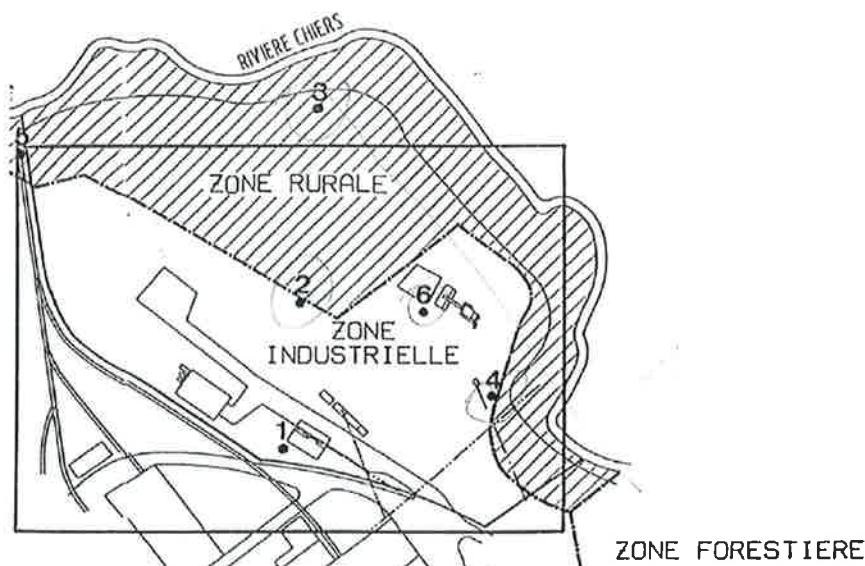 RIVIERE CHIERS
3
5
ZONE RURALE
2
6
ZONE
INDUSTRIELLE
4
1
ZONE FORESTIERE